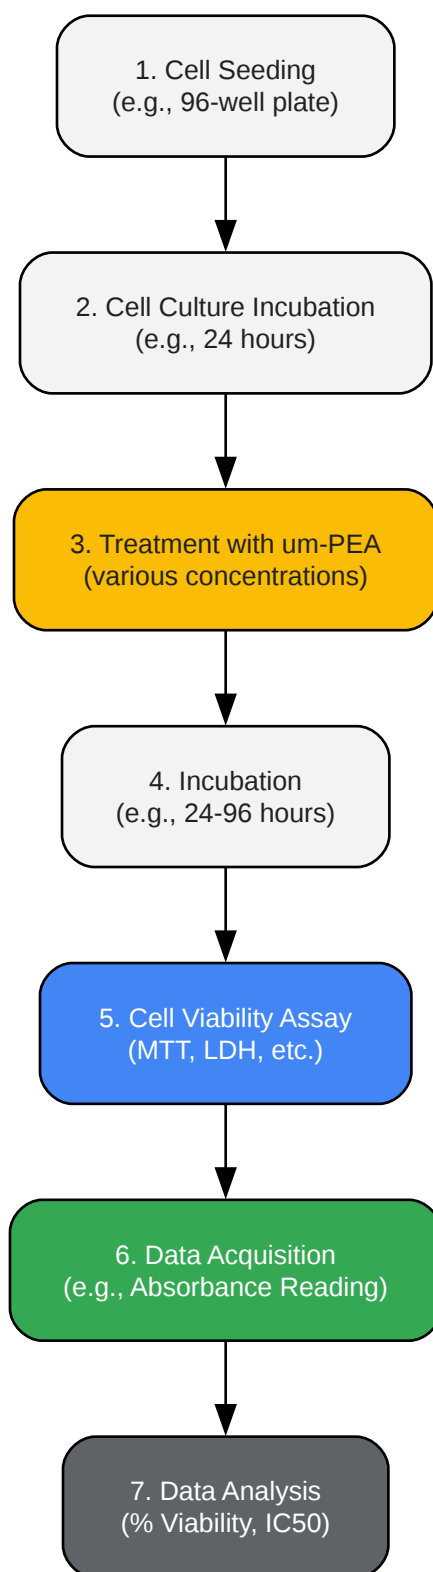 1. Cell Seeding
(e.g., 96-well plate)
2. Cell Culture Incubation
(e.g., 24 hours)
3. Treatment with um-PEA
(various concentrations)
4. Incubation
(e.g., 24-96 hours)
5. Cell Viability Assay
(MTT, LDH, etc.)
6. Data Acquisition
(e.g., Absorbance Reading)
7. Data Analysis
(% Viability, IC50)